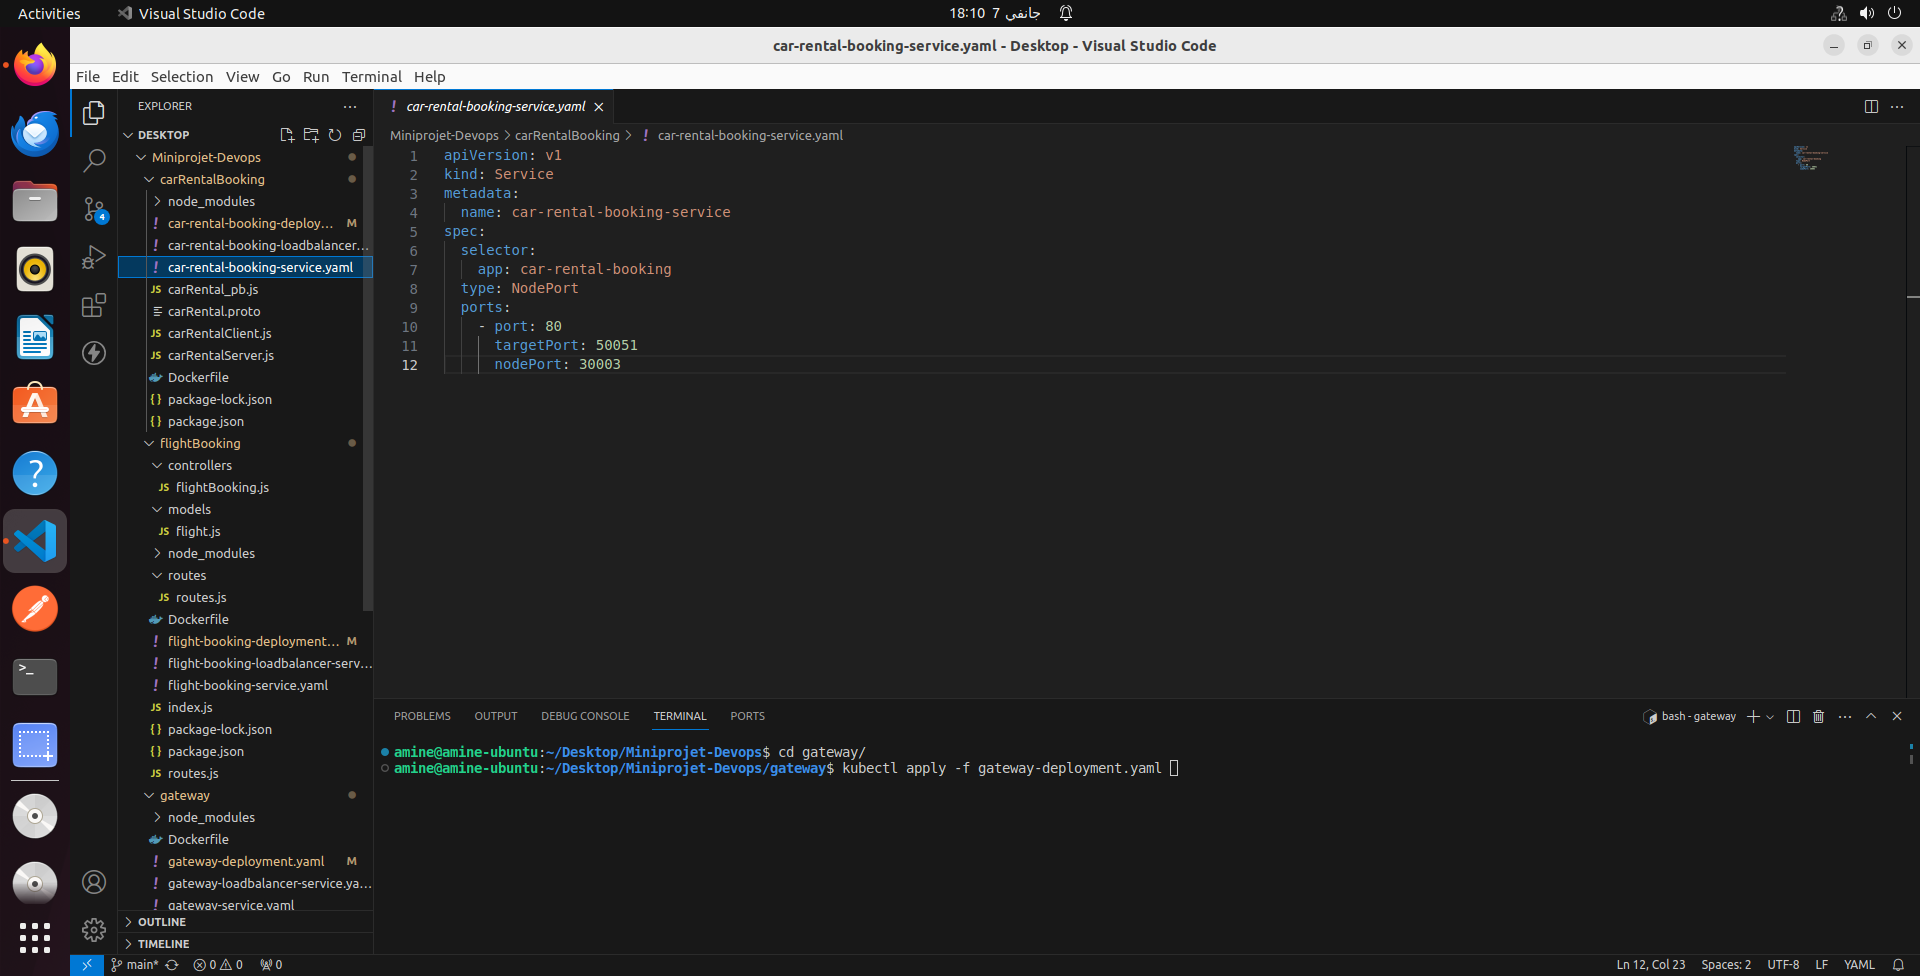 Activities
Visual Studio Code
18:10 7 جانفي
car-rental-booking-service.yaml - Desktop - Visual Studio Code
File Edit Selection View Go Run Terminal Help
EXPLORER
DESKTOP
Miniprojet-Devops
carRentalBooking
node_modules
car-rental-booking-deploy... M
car-rental-booking-loadbalancer...
car-rental-booking-service.yaml
JS carRental_pb.js
carRental.proto
JS carRentalClient.js
JS carRentalServer.js
Dockerfile
{} package-lock.json
{} package.json
flightBooking
controllers
JS flightBooking.js
models
JS flight.js
node_modules
routes
JS routes.js
Dockerfile
! flight-booking-deployment... M
! flight-booking-loadbalancer-serv...
! flight-booking-service.yaml
JS index.js
{} package-lock.json
{} package.json
JS routes.js
gateway
node_modules
Dockerfile
! gateway-deployment.yaml M
! gateway-loadbalancer-service.ya...
! gateway-service.yaml
OUTLINE
TIMELINE
! car-rental-booking-service.yaml
Miniprojet-Devops > carRentalBooking > ! car-rental-booking-service.yaml
1 apiVersion: v1
2 kind: Service
3 metadata:
4 name: car-rental-booking-service
5 spec:
6 selector:
7 app: car-rental-booking
8 type: NodePort
9 ports:
10 - port: 80
11 targetPort: 50051
12 nodePort: 30003
PROBLEMS OUTPUT DEBUG CONSOLE TERMINAL PORTS
bash - gateway
amine@amine-ubuntu:~/Desktop/Miniprojet-Devops$ cd gateway/
amine@amine-ubuntu:~/Desktop/Miniprojet-Devops/gateway$ kubectl apply -f gateway-deployment.yaml
4
main* 0 0 0
Ln 12, Col 23 Spaces: 2 UTF-8 LF YAML